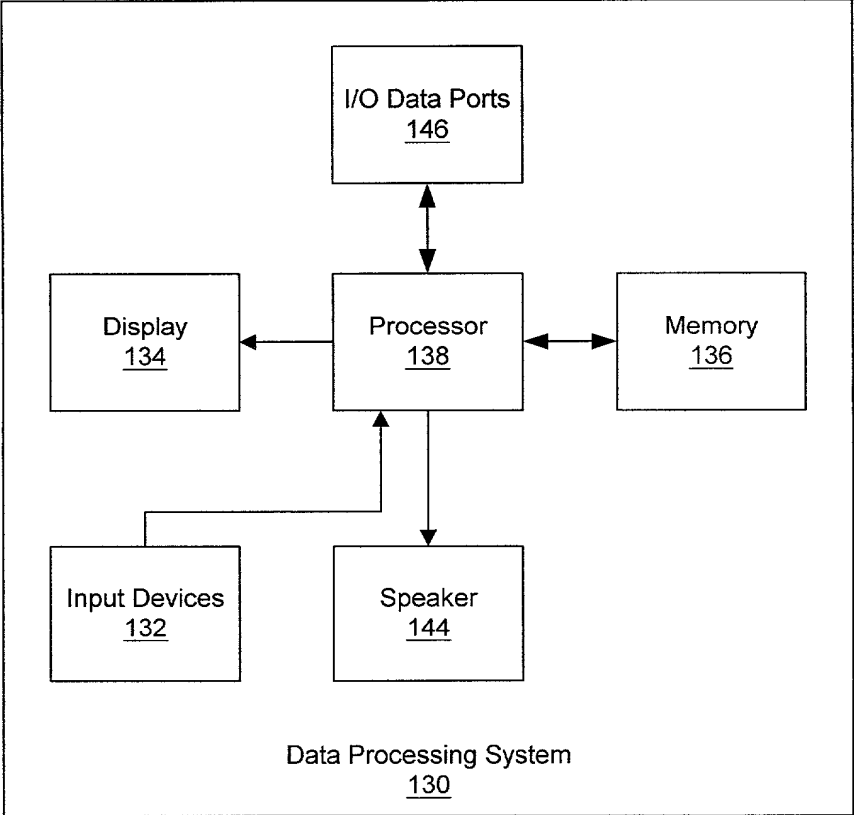 I/O Data Ports
146
Display
134
Processor
138
Memory
136
Input Devices
132
Speaker
144
Data Processing System
130